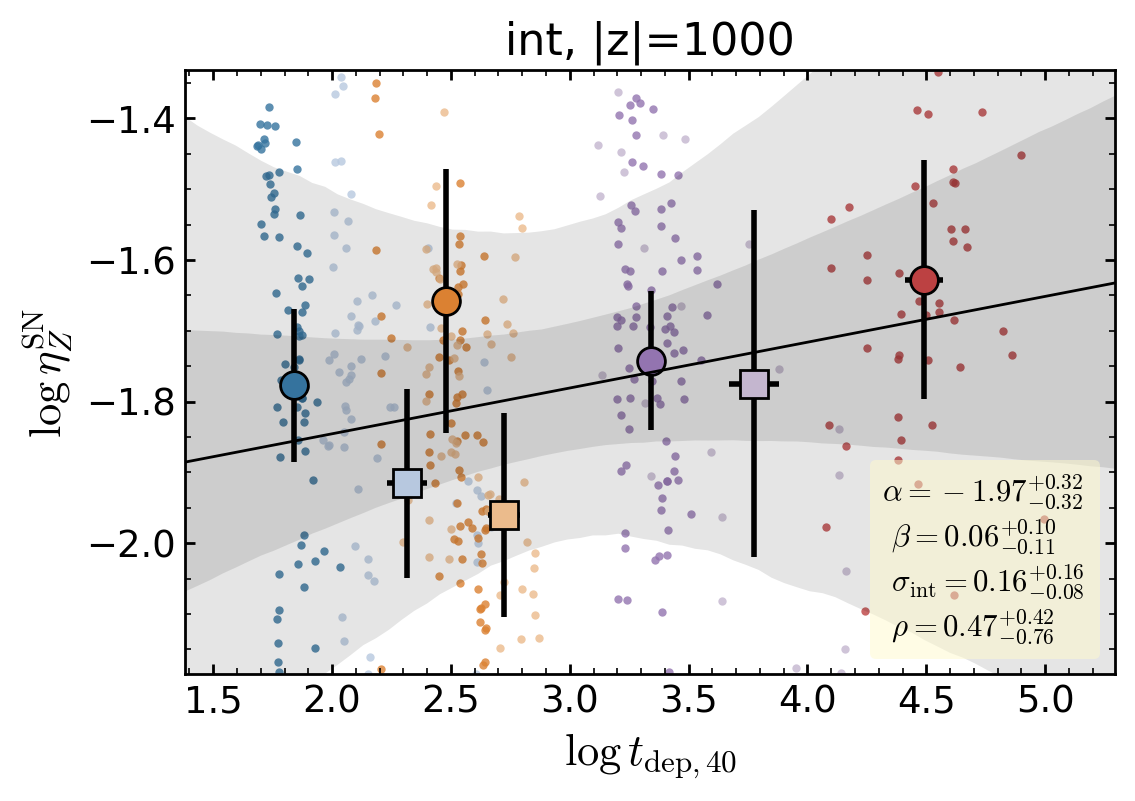 int, |z|=1000
log η_Z^SN
−1.4
−1.6
−1.8
−2.0
α = −1.97^{+0.32}_{−0.32}
β = 0.06^{+0.10}_{−0.11}
σ_int = 0.16^{+0.16}_{−0.08}
ρ = 0.47^{+0.42}_{−0.76}
1.5 2.0 2.5 3.0 3.5 4.0 4.5 5.0
log t_{dep, 40}